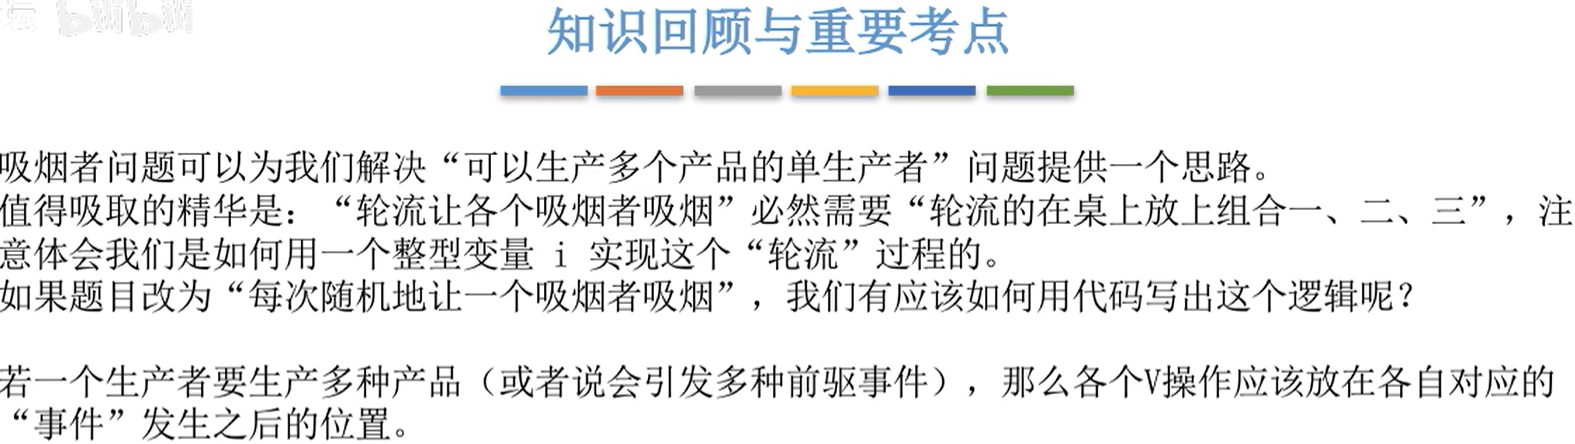 bilibili
知识回顾与重要考点
吸烟者问题可以为我们解决“可以生产多个产品的单生产者”问题提供一个思路。
值得吸取的精华是：“轮流让各个吸烟者吸烟”必然需要“轮流的在桌上放上组合一、二、三”，注
意体会我们是如何用一个整型变量 i 实现这个“轮流”过程的。
如果题目改为“每次随机地让一个吸烟者吸烟”，我们有应该如何用代码写出这个逻辑呢？
若一个生产者要生产多种产品（或者说会引发多种前驱事件），那么各个V操作应该放在各自对应的
“事件”发生之后的位置。